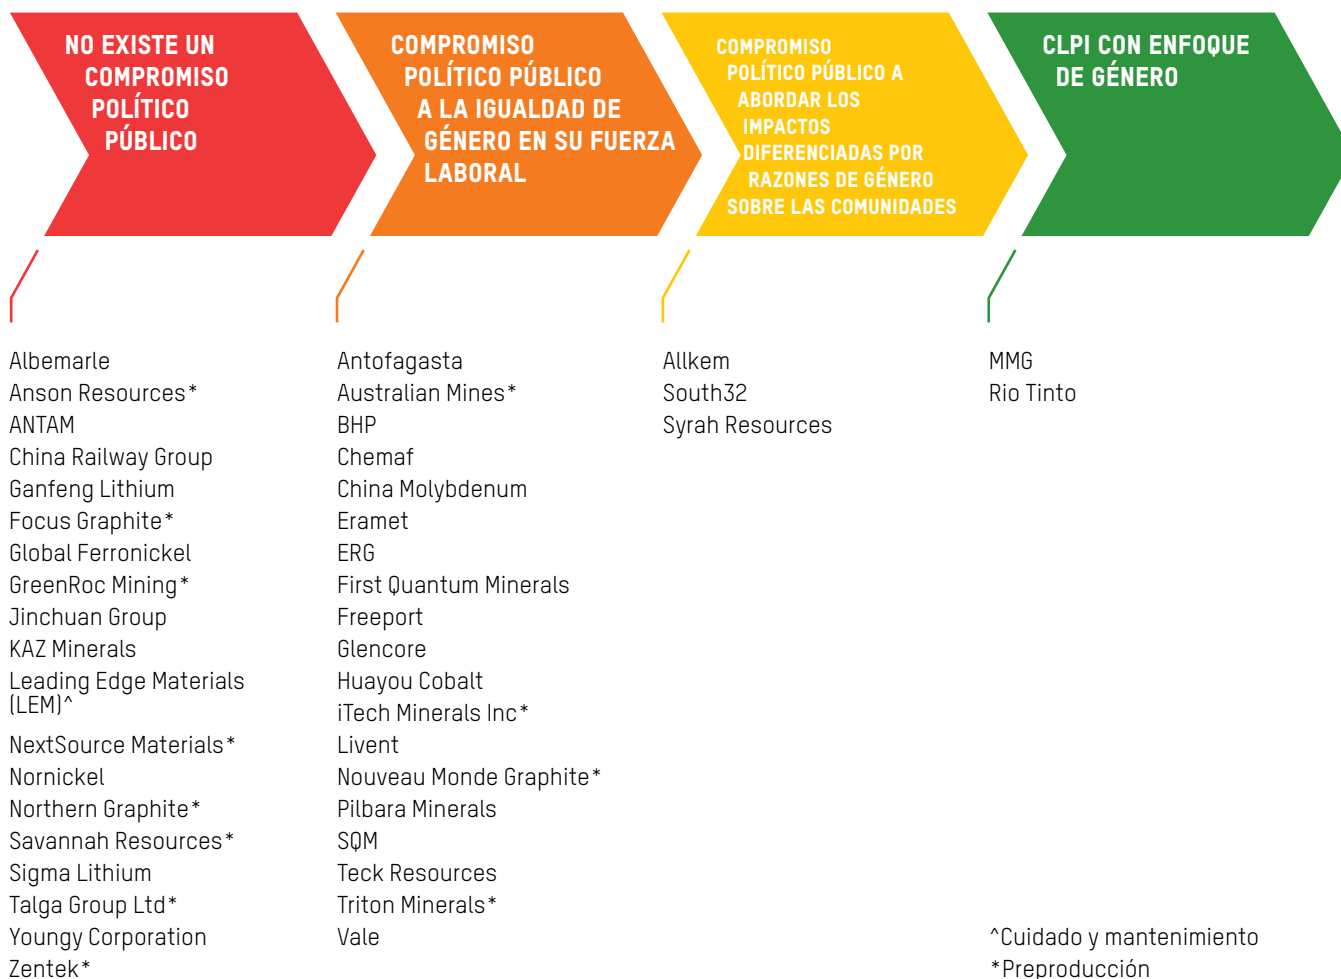 NO EXISTE UN
COMPROMISO
POLÍTICO
PÚBLICO
COMPROMISO
POLÍTICO PÚBLICO
A LA IGUALDAD DE
GÉNERO EN SU FUERZA
LABORAL
COMPROMISO
POLÍTICO PÚBLICO A
ABORDAR LOS
IMPACTOS
DIFERENCIADAS POR
RAZONES DE GÉNERO
SOBRE LAS COMUNIDADES
CLPI CON ENFOQUE
DE GÉNERO
Albemarle
Anson Resources*
ANTAM
China Railway Group
Ganfeng Lithium
Focus Graphite*
Global Ferronickel
GreenRoc Mining*
Jinchuan Group
KAZ Minerals
Leading Edge Materials
(LEM)^
NextSource Materials*
Nornickel
Northern Graphite*
Savannah Resources*
Sigma Lithium
Talga Group Ltd*
Youngy Corporation
Zentek*
Antofagasta
Australian Mines*
BHP
Chemaf
China Molybdenum
Eramet
ERG
First Quantum Minerals
Freeport
Glencore
Huayou Cobalt
iTech Minerals Inc*
Livent
Nouveau Monde Graphite*
Pilbara Minerals
SQM
Teck Resources
Triton Minerals*
Vale
Allkem
South32
Syrah Resources
MMG
Rio Tinto
^Cuidado y mantenimiento
*Preproducción